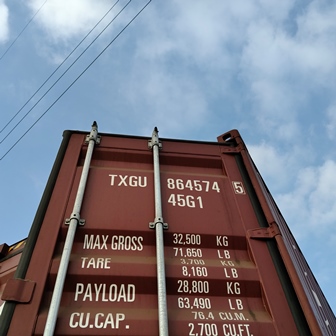 TXGU 864574 5
45G1
MAX GROSS 32,500 KG
71,650 LB
TARE 3,700 KG
8,160 LB
PAYLOAD 28,800 KG
63,490 LB
CU.CAP. 76.4 CU.M.
2,700 CU.FT.